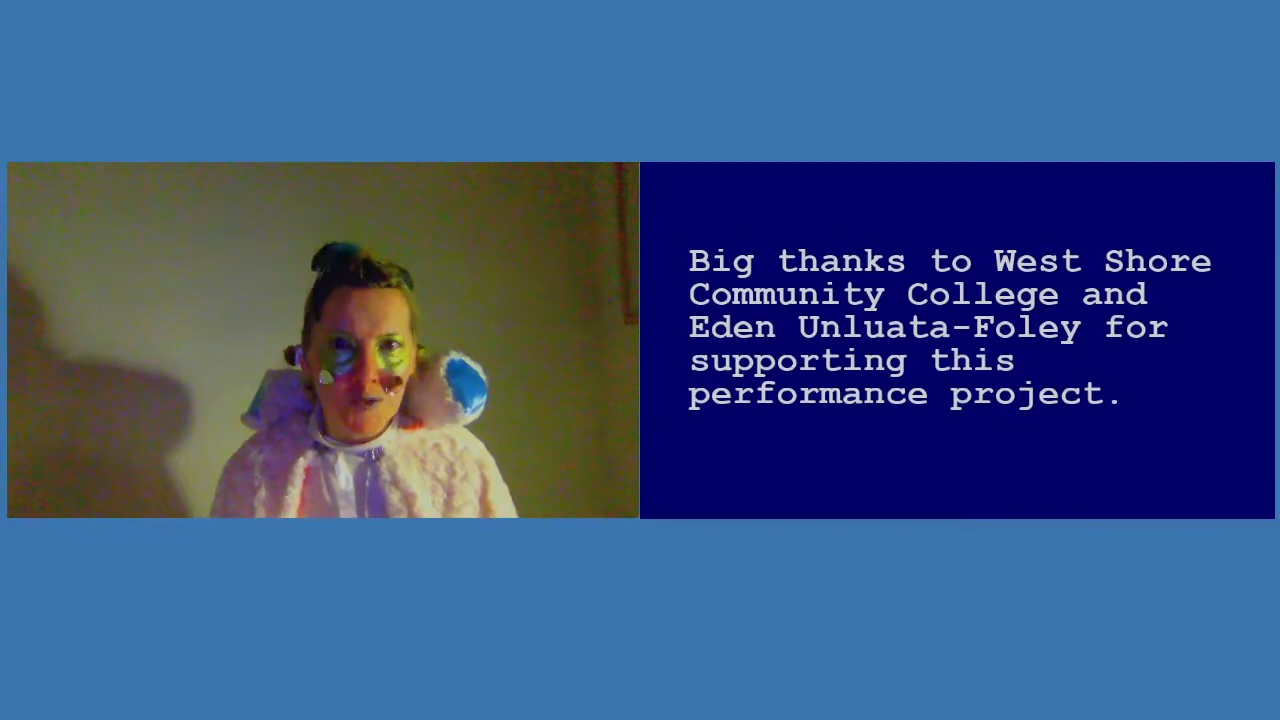 Big thanks to West Shore
Community College and
Eden Unluata-Foley for
supporting this
performance project.